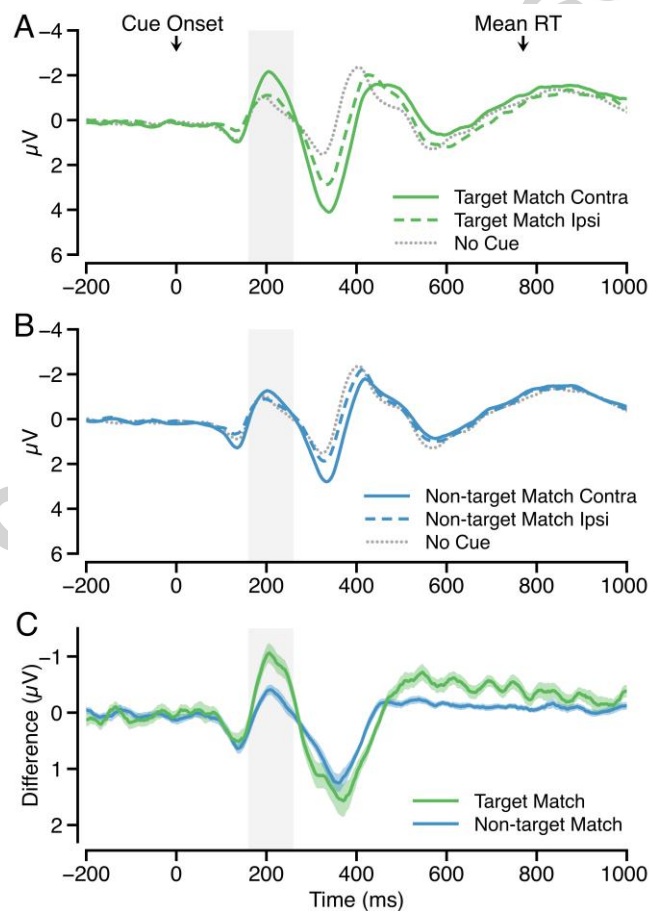 A
Cue Onset
Mean RT
−4
−2
0
2
4
6
µV
Target Match Contra
Target Match Ipsi
No Cue
−200
0
200
400
600
800
1000
B
−4
−2
0
2
4
6
µV
Non-target Match Contra
Non-target Match Ipsi
No Cue
−200
0
200
400
600
800
1000
C
-1
0
1
2
Difference (µV)
Target Match
Non-target Match
−200
0
200
400
600
800
1000
Time (ms)